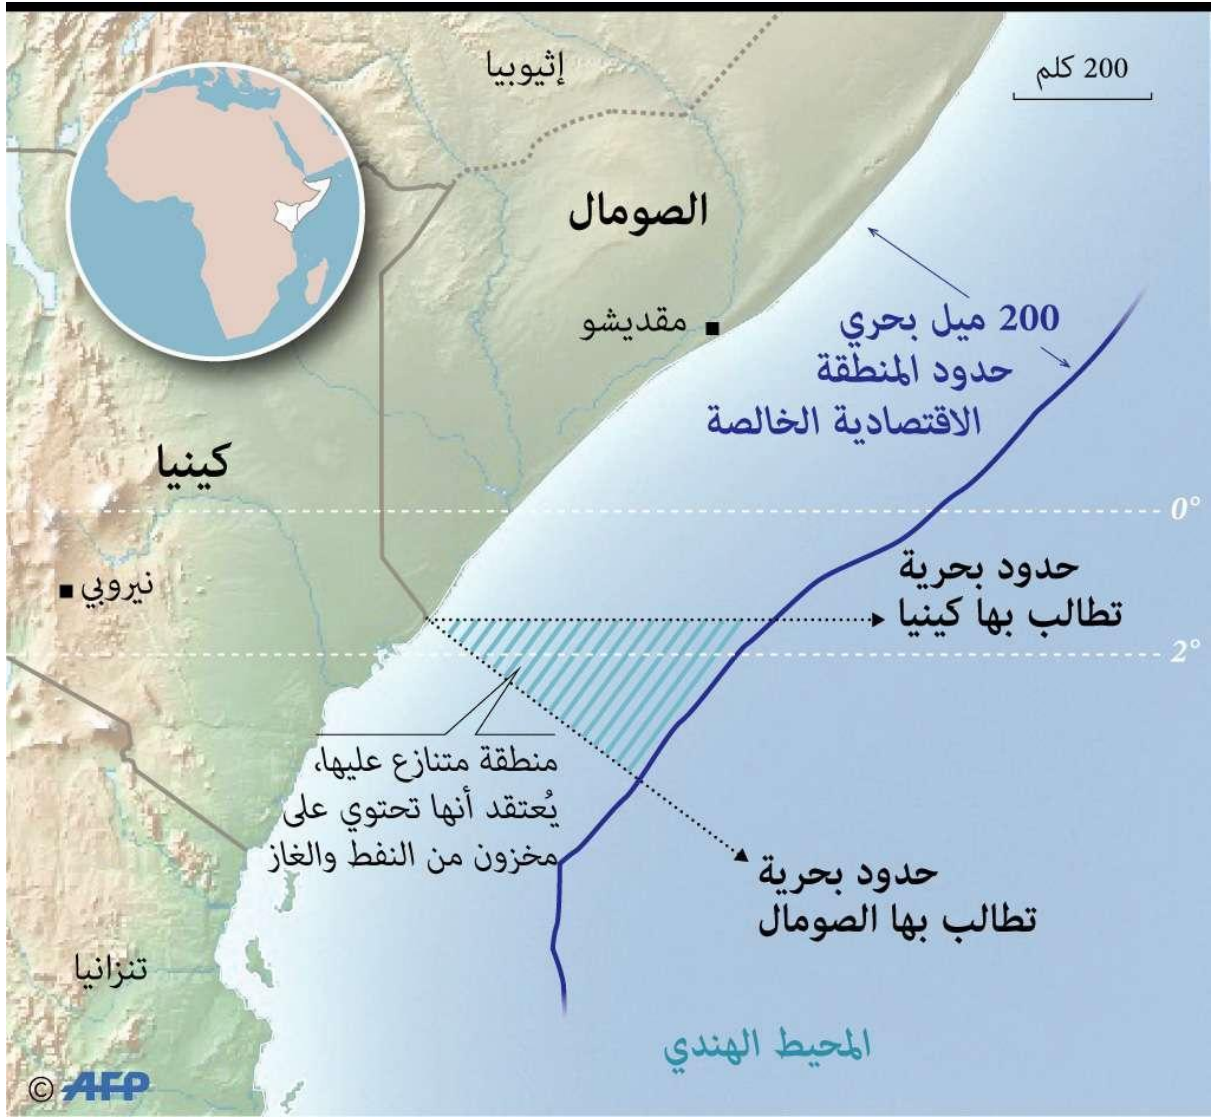 إثيوبيا
200 كلم
الصومال
مقديشو
200 ميل بحري
حدود المنطقة
الاقتصادية الخالصة
كينيا
0°
نيروبي
حدود بحرية
تطالب بها كينيا
2°
منطقة متنازع عليها،
يُعتقد أنها تحتوي على
مخزون من النفط والغاز
حدود بحرية
تطالب بها الصومال
تنزانيا
المحيط الهندي
© AFP